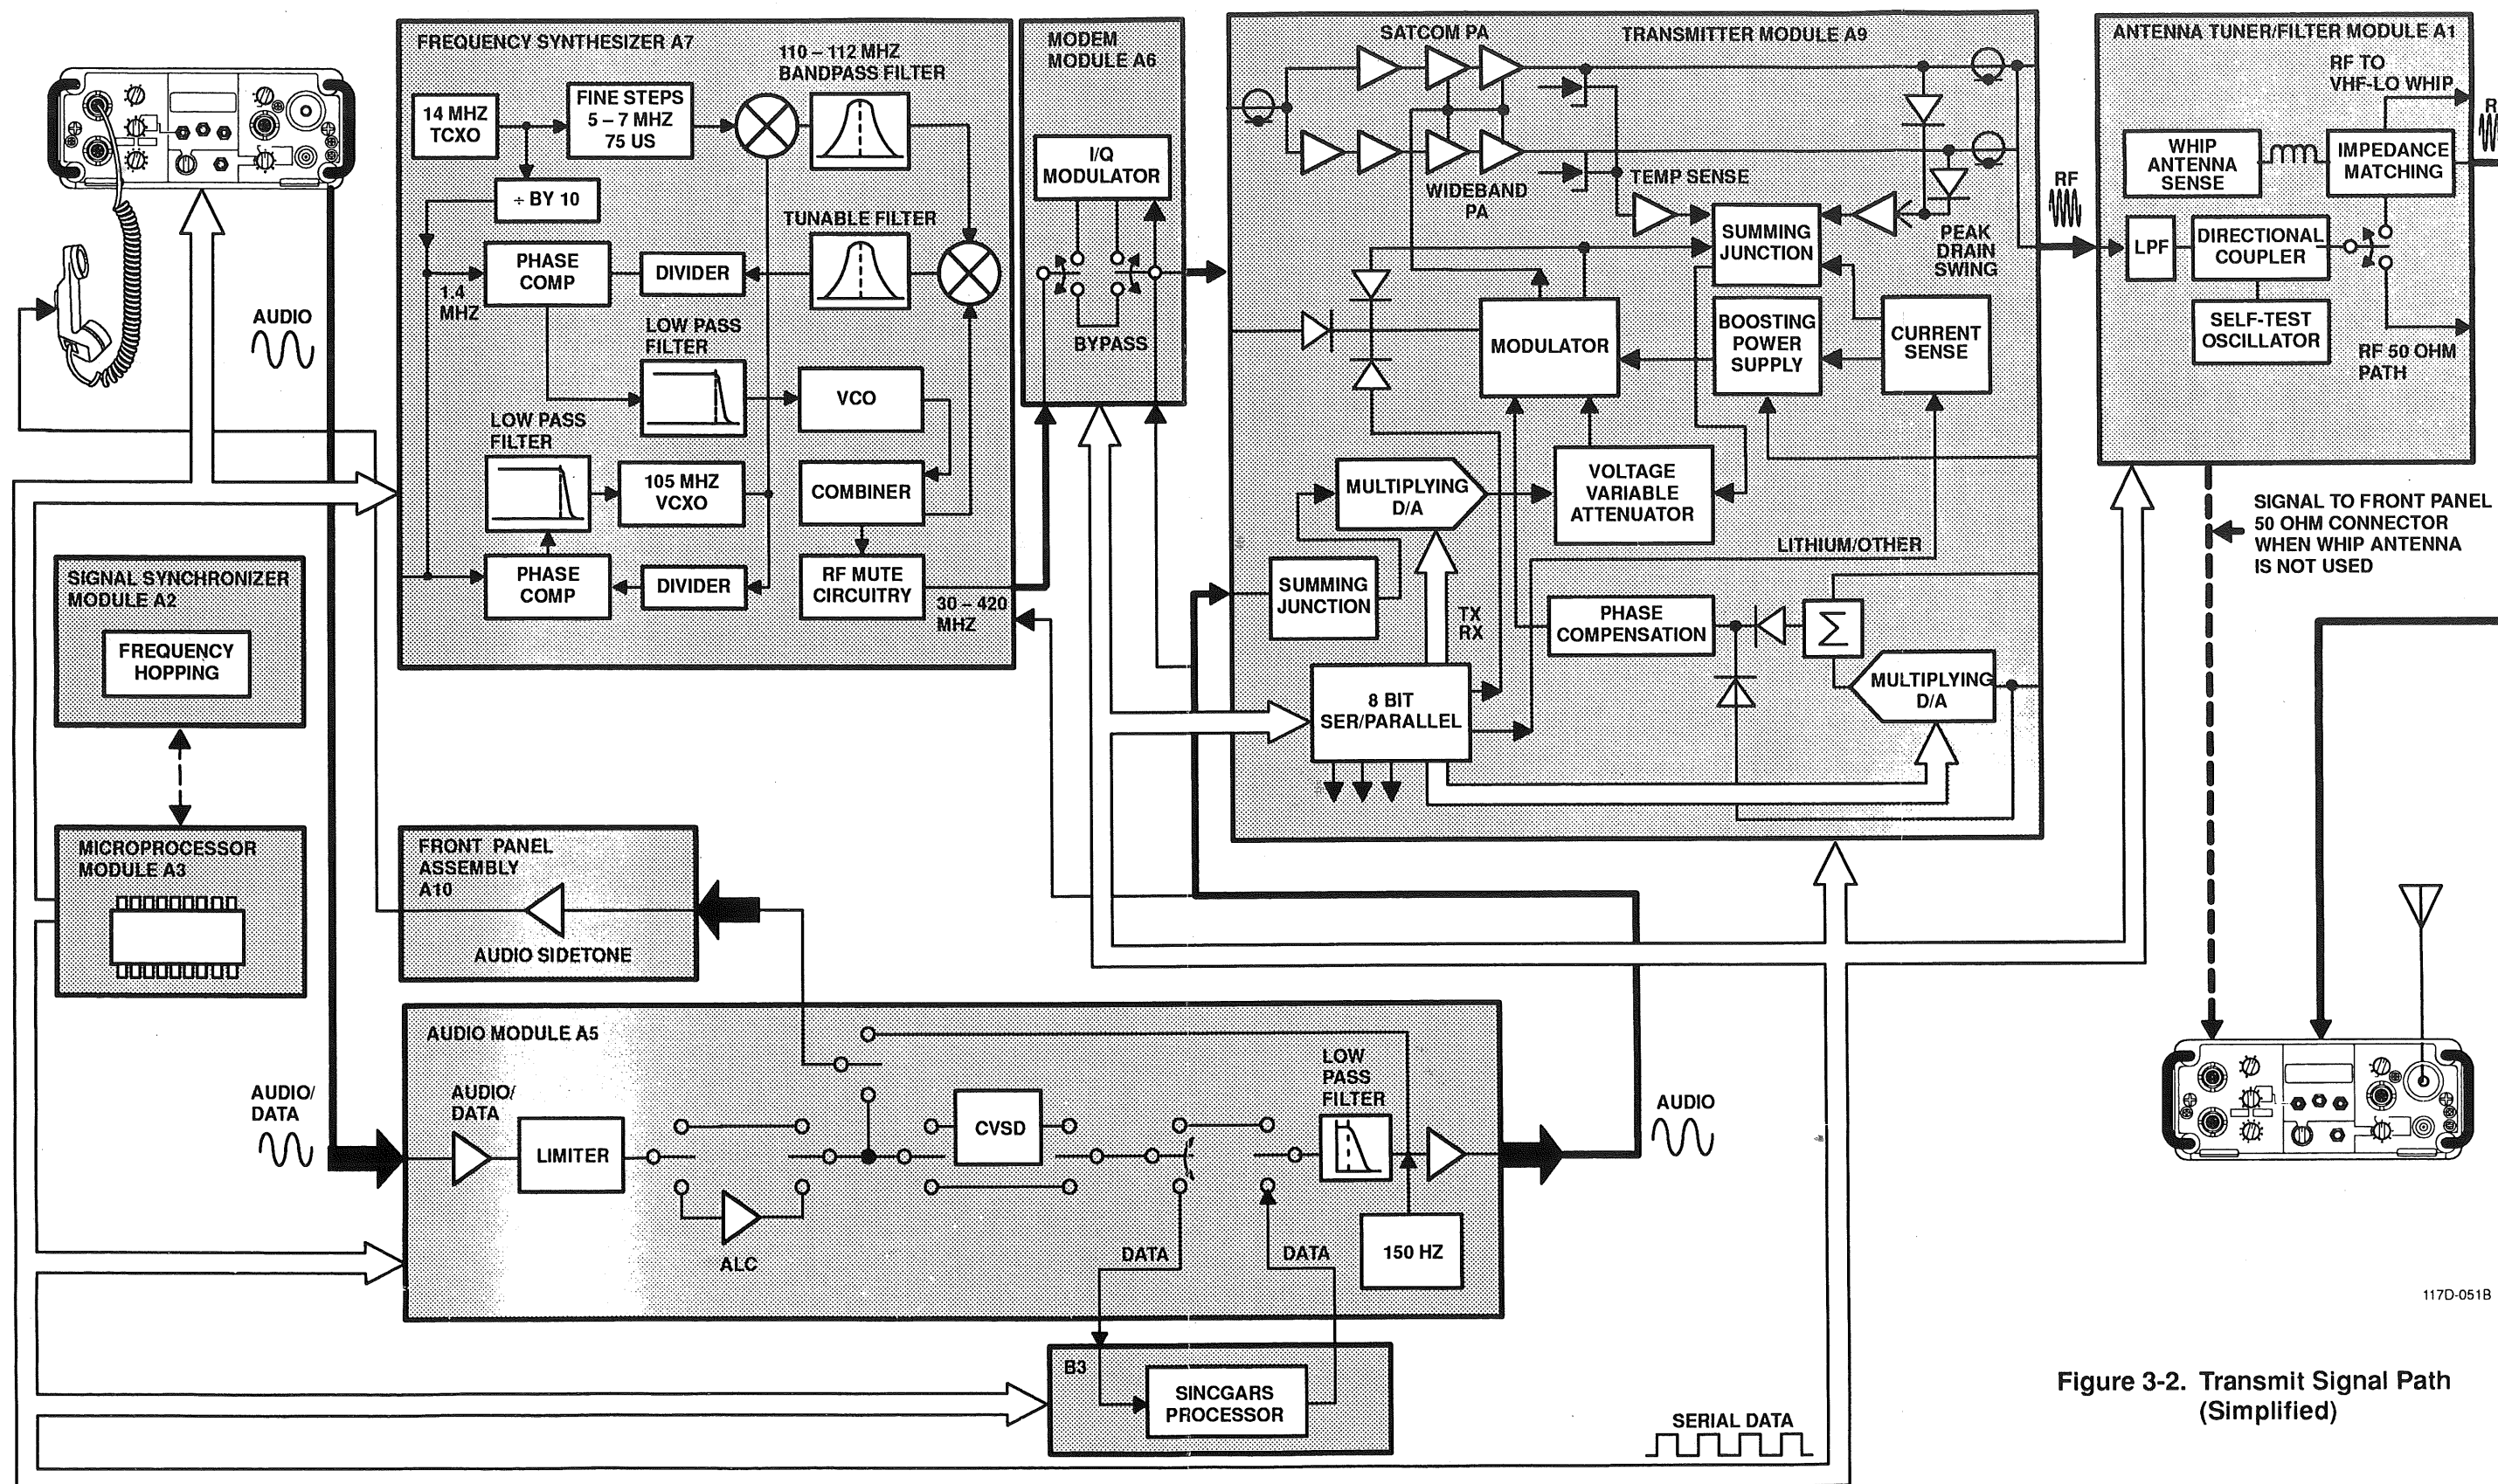 FREQUENCY SYNTHESIZER A7
110 – 112 MHZ
BANDPASS FILTER
14 MHZ
TCXO
FINE STEPS
5 – 7 MHZ
75 US
÷ BY 10
TUNABLE FILTER
PHASE
COMP
DIVIDER
1.4
MHZ
LOW PASS
FILTER
VCO
LOW PASS
FILTER
105 MHZ
VCXO
COMBINER
PHASE
COMP
DIVIDER
RF MUTE
CIRCUITRY
30 – 420
MHZ
MODEM
MODULE A6
I/Q
MODULATOR
BYPASS
SATCOM PA
TRANSMITTER MODULE A9
WIDEBAND
PA
TEMP SENSE
SUMMING
JUNCTION
PEAK
DRAIN
SWING
MODULATOR
BOOSTING
POWER
SUPPLY
CURRENT
SENSE
MULTIPLYING
D/A
VOLTAGE
VARIABLE
ATTENUATOR
LITHIUM/OTHER
SUMMING
JUNCTION
TX
RX
PHASE
COMPENSATION
Σ
8 BIT
SER/PARALLEL
MULTIPLYING
D/A
RF
ANTENNA TUNER/FILTER MODULE A1
RF TO
VHF-LO WHIP
WHIP
ANTENNA
SENSE
IMPEDANCE
MATCHING
LPF
DIRECTIONAL
COUPLER
SELF-TEST
OSCILLATOR
RF 50 OHM
PATH
SIGNAL TO FRONT PANEL
50 OHM CONNECTOR
WHEN WHIP ANTENNA
IS NOT USED
AUDIO
SIGNAL SYNCHRONIZER
MODULE A2
FREQUENCY
HOPPING
MICROPROCESSOR
MODULE A3
FRONT PANEL
ASSEMBLY
A10
AUDIO SIDETONE
AUDIO MODULE A5
AUDIO/
DATA
AUDIO/
DATA
LIMITER
ALC
CVSD
LOW
PASS
FILTER
DATA
DATA
150 HZ
AUDIO
B3
SINCGARS
PROCESSOR
SERIAL DATA
117D-051B
Figure 3-2. Transmit Signal Path
(Simplified)